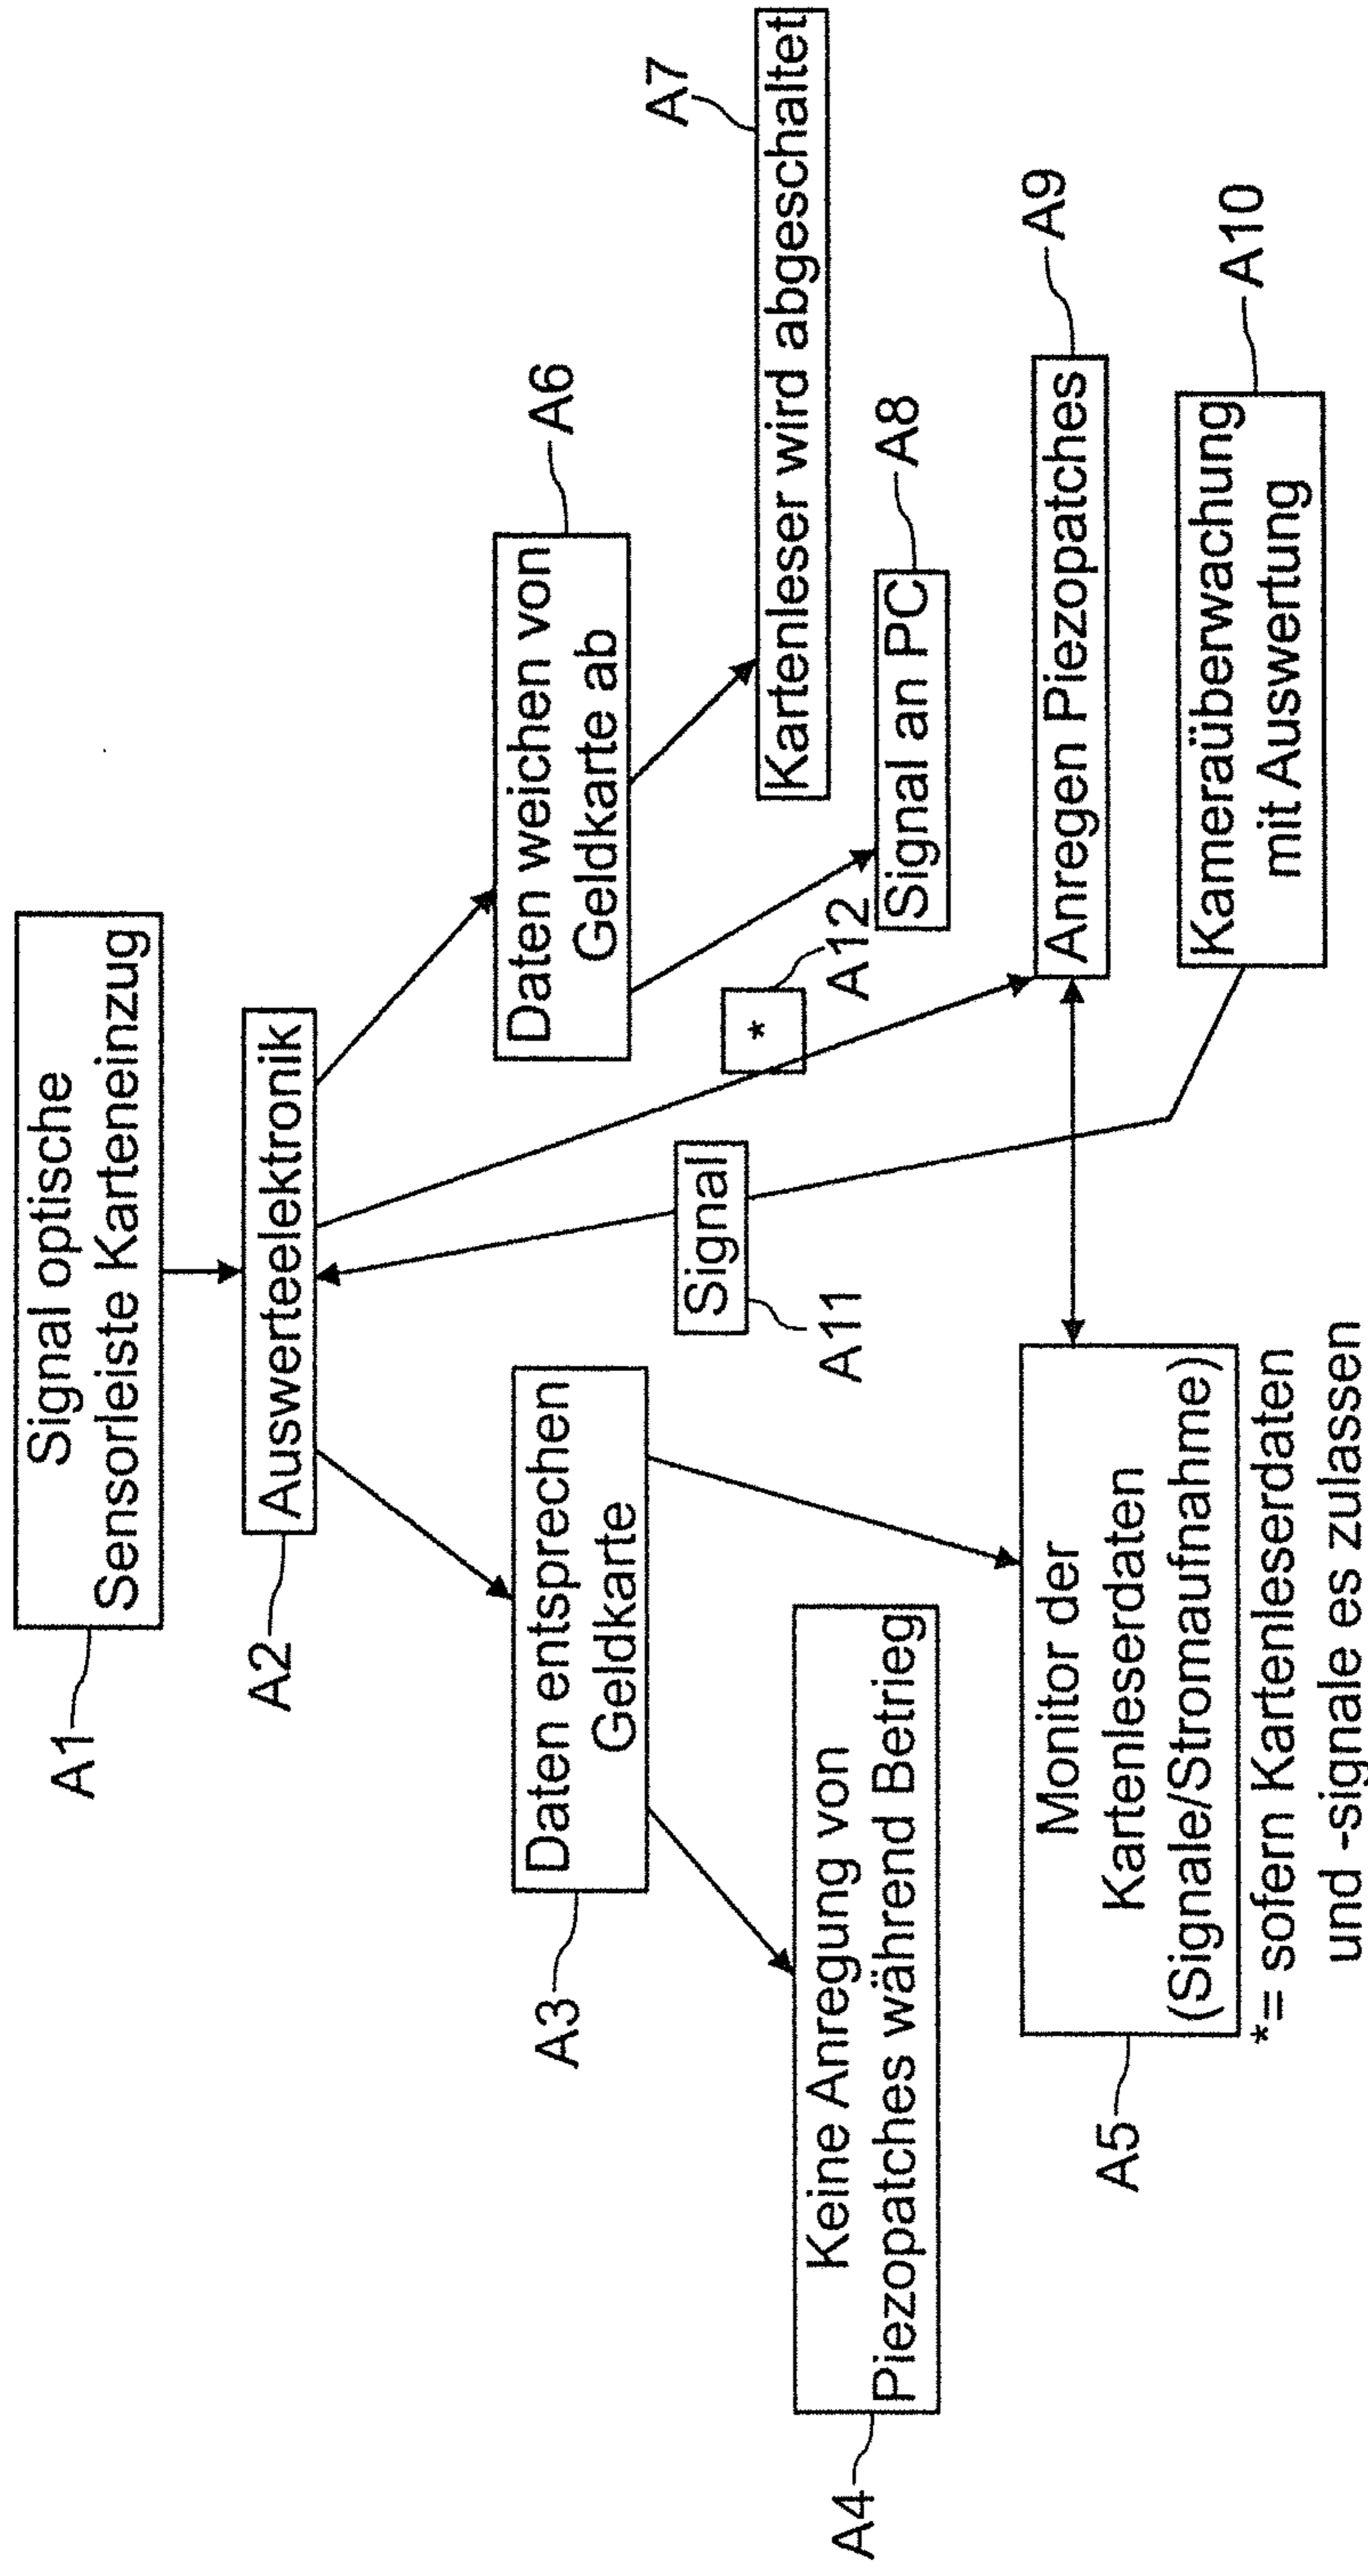 Signal optische
Sensorleiste Karteneinzug
A1
Auswerteelektronik
A2
Daten entsprechen
Geldkarte
A3
Daten weichen von
Geldkarte ab
A6
Signal
A11
*
A12
Kartenleser wird abgeschaltet
A7
Keine Anregung von
Piezopatches während Betrieg
A4
Signal an PC
A8
Monitor der
Kartenleserdaten
(Signale/Stromaufnahme)
A5
Anregen Piezopatches
A9
Kameraüberwachung
mit Auswertung
A10
*= sofern Kartenleserdaten
und -signale es zulassen